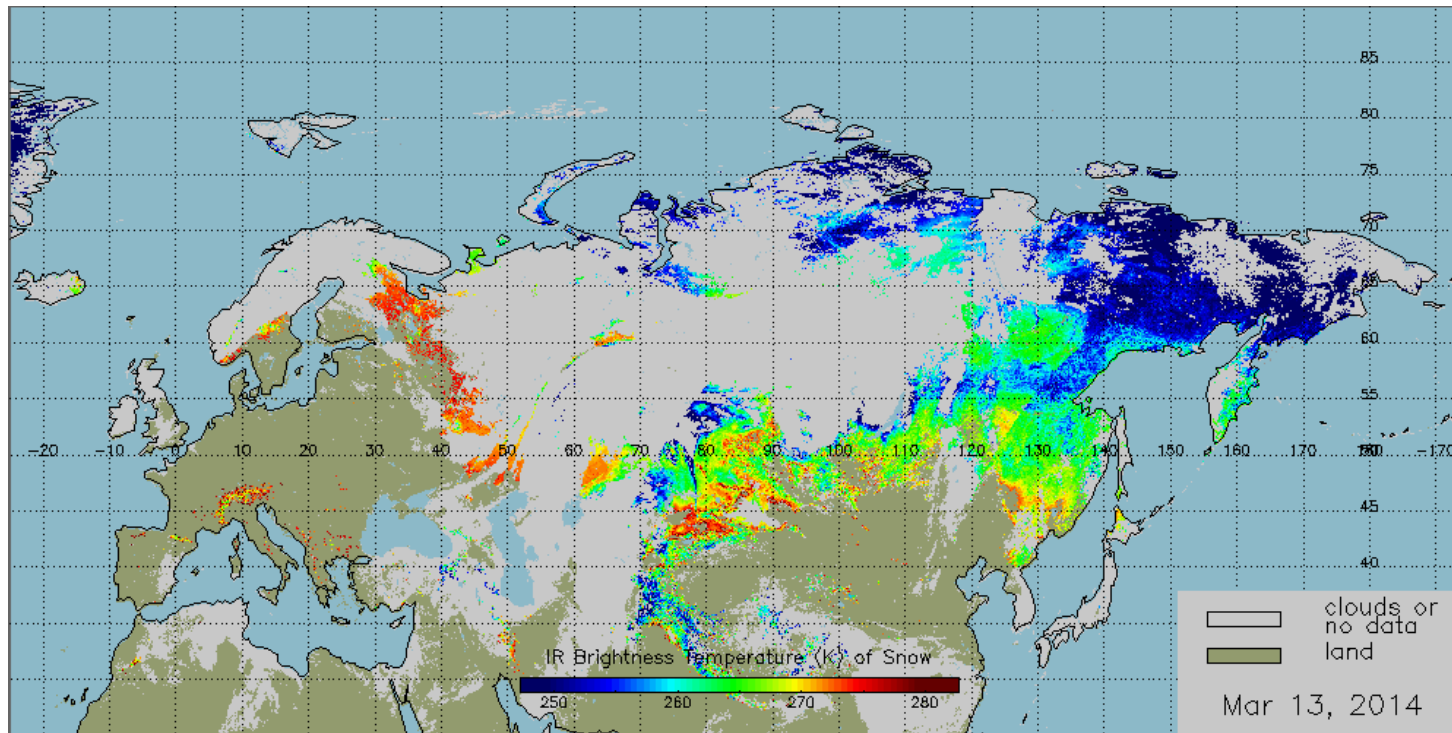 85
80
75
70
65
60
55
−20 −10 0 10 20 30 40 50 60 70 80 90 100 110 120 130 140 150 160 170 −170
45
40
clouds or
no data
land
IR Brightness Temperature (K) of Snow
250 260 270 280
Mar 13, 2014